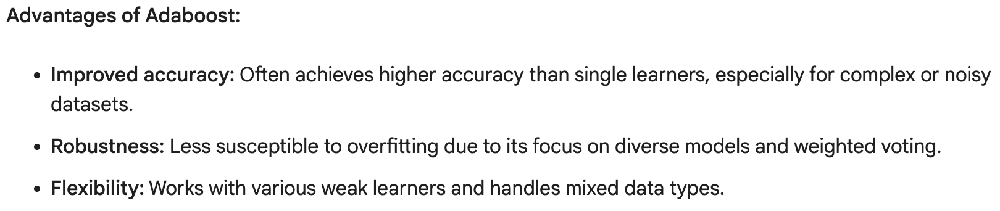 Advantages of Adaboost:
• Improved accuracy: Often achieves higher accuracy than single learners, especially for complex or noisy
datasets.
• Robustness: Less susceptible to overfitting due to its focus on diverse models and weighted voting.
• Flexibility: Works with various weak learners and handles mixed data types.